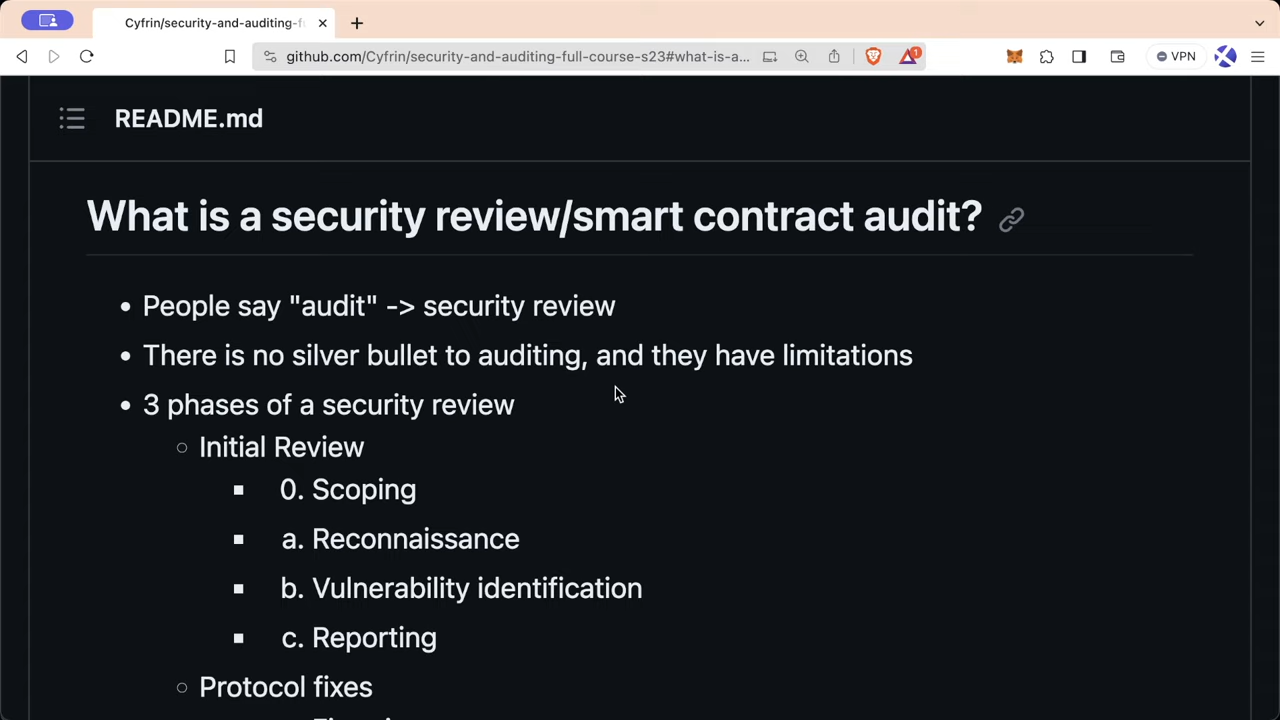 Cyfrin/security-and-auditing-f
github.com/Cyfrin/security-and-auditing-full-course-s23#what-is-a...
1
VPN
README.md
What is a security review/smart contract audit?
People say "audit" -> security review
There is no silver bullet to auditing, and they have limitations
3 phases of a security review
Initial Review
0. Scoping
a. Reconnaissance
b. Vulnerability identification
c. Reporting
Protocol fixes